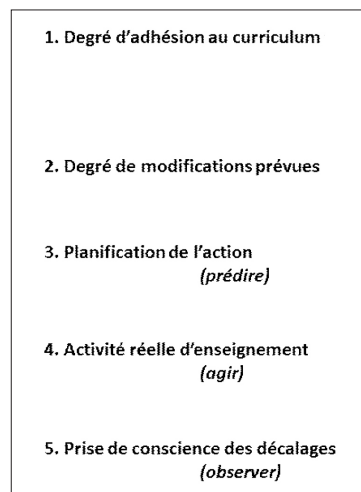 1. Degré d’adhésion au curriculum
2. Degré de modifications prévues
3. Planification de l’action
(prédire)
4. Activité réelle d’enseignement
(agir)
5. Prise de conscience des décalages
(observer)